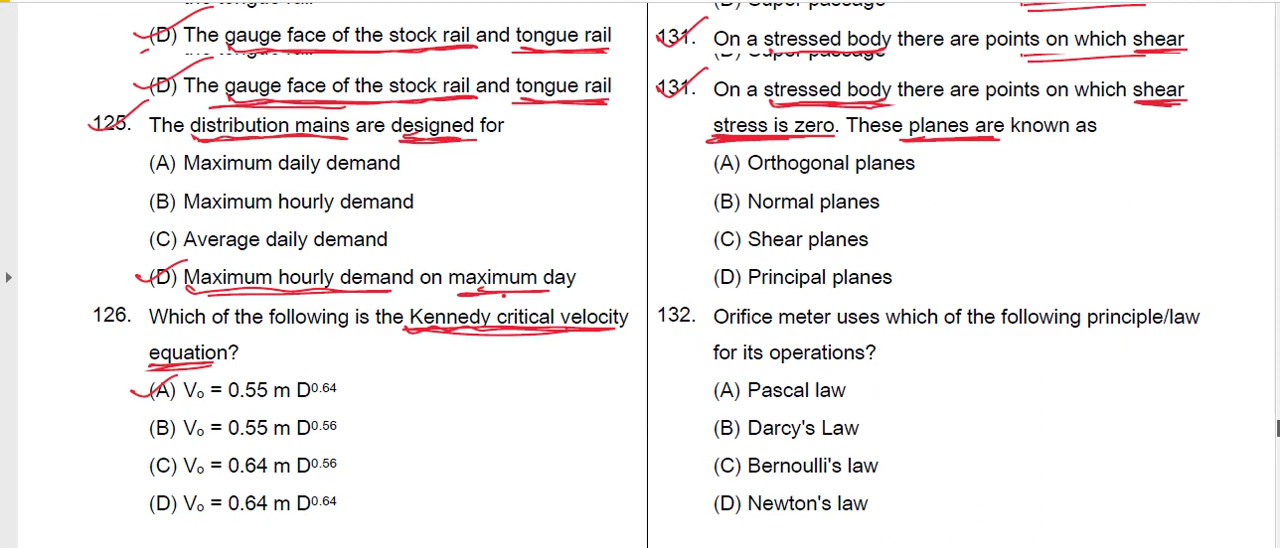 (D) The gauge face of the stock rail and tongue rail
(D) The gauge face of the stock rail and tongue rail
125. The distribution mains are designed for
(A) Maximum daily demand
(B) Maximum hourly demand
(C) Average daily demand
(D) Maximum hourly demand on maximum day
126. Which of the following is the Kennedy critical velocity
equation?
(A) V₀ = 0.55 m D⁰·⁶⁴
(B) V₀ = 0.55 m D⁰·⁵⁶
(C) V₀ = 0.64 m D⁰·⁵⁶
(D) V₀ = 0.64 m D⁰·⁶⁴
131. On a stressed body there are points on which shear
131. On a stressed body there are points on which shear
stress is zero. These planes are known as
(A) Orthogonal planes
(B) Normal planes
(C) Shear planes
(D) Principal planes
132. Orifice meter uses which of the following principle/law
for its operations?
(A) Pascal law
(B) Darcy's Law
(C) Bernoulli's law
(D) Newton's law